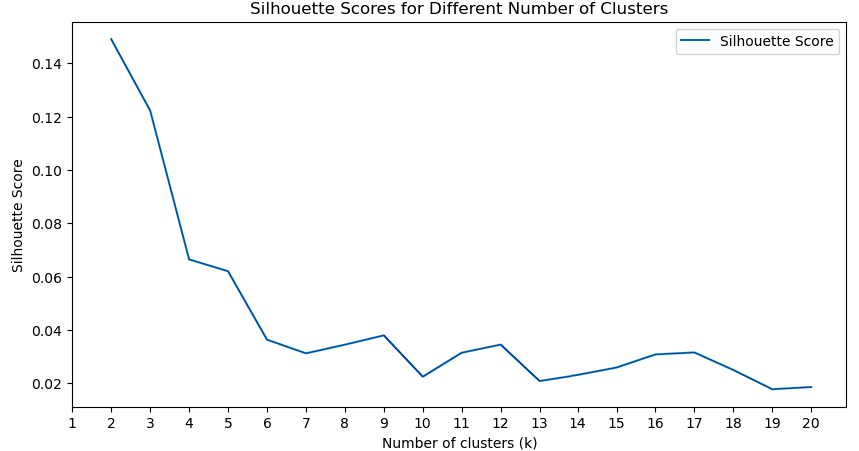 Silhouette Scores for Different Number of Clusters
Silhouette Score
0.14
0.12
0.10
0.08
0.06
0.04
0.02
Silhouette Score
1 2 3 4 5 6 7 8 9 10 11 12 13 14 15 16 17 18 19 20
Number of clusters (k)